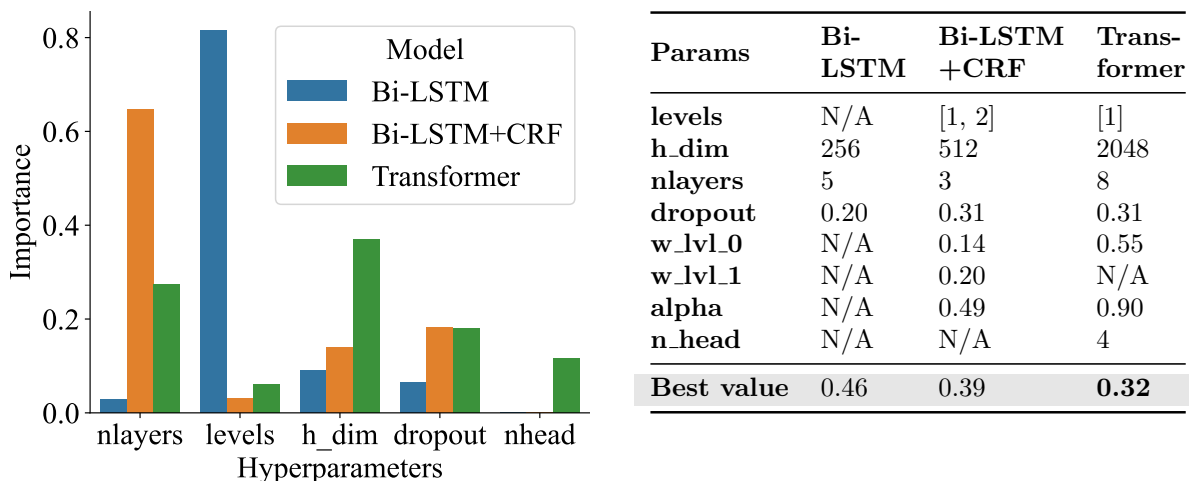 0.8
0.6
0.4
0.2
0.0
Importance
Model
Bi-LSTM
Bi-LSTM+CRF
Transformer
nlayers levels h_dim dropout nhead
Hyperparameters
Params Bi-LSTM Bi-LSTM +CRF Trans-former
levels N/A [1, 2] [1]
h_dim 256 512 2048
nlayers 5 3 8
dropout 0.20 0.31 0.31
w_lvl_0 N/A 0.14 0.55
w_lvl_1 N/A 0.20 N/A
alpha N/A 0.49 0.90
n_head N/A N/A 4
Best value 0.46 0.39 0.32